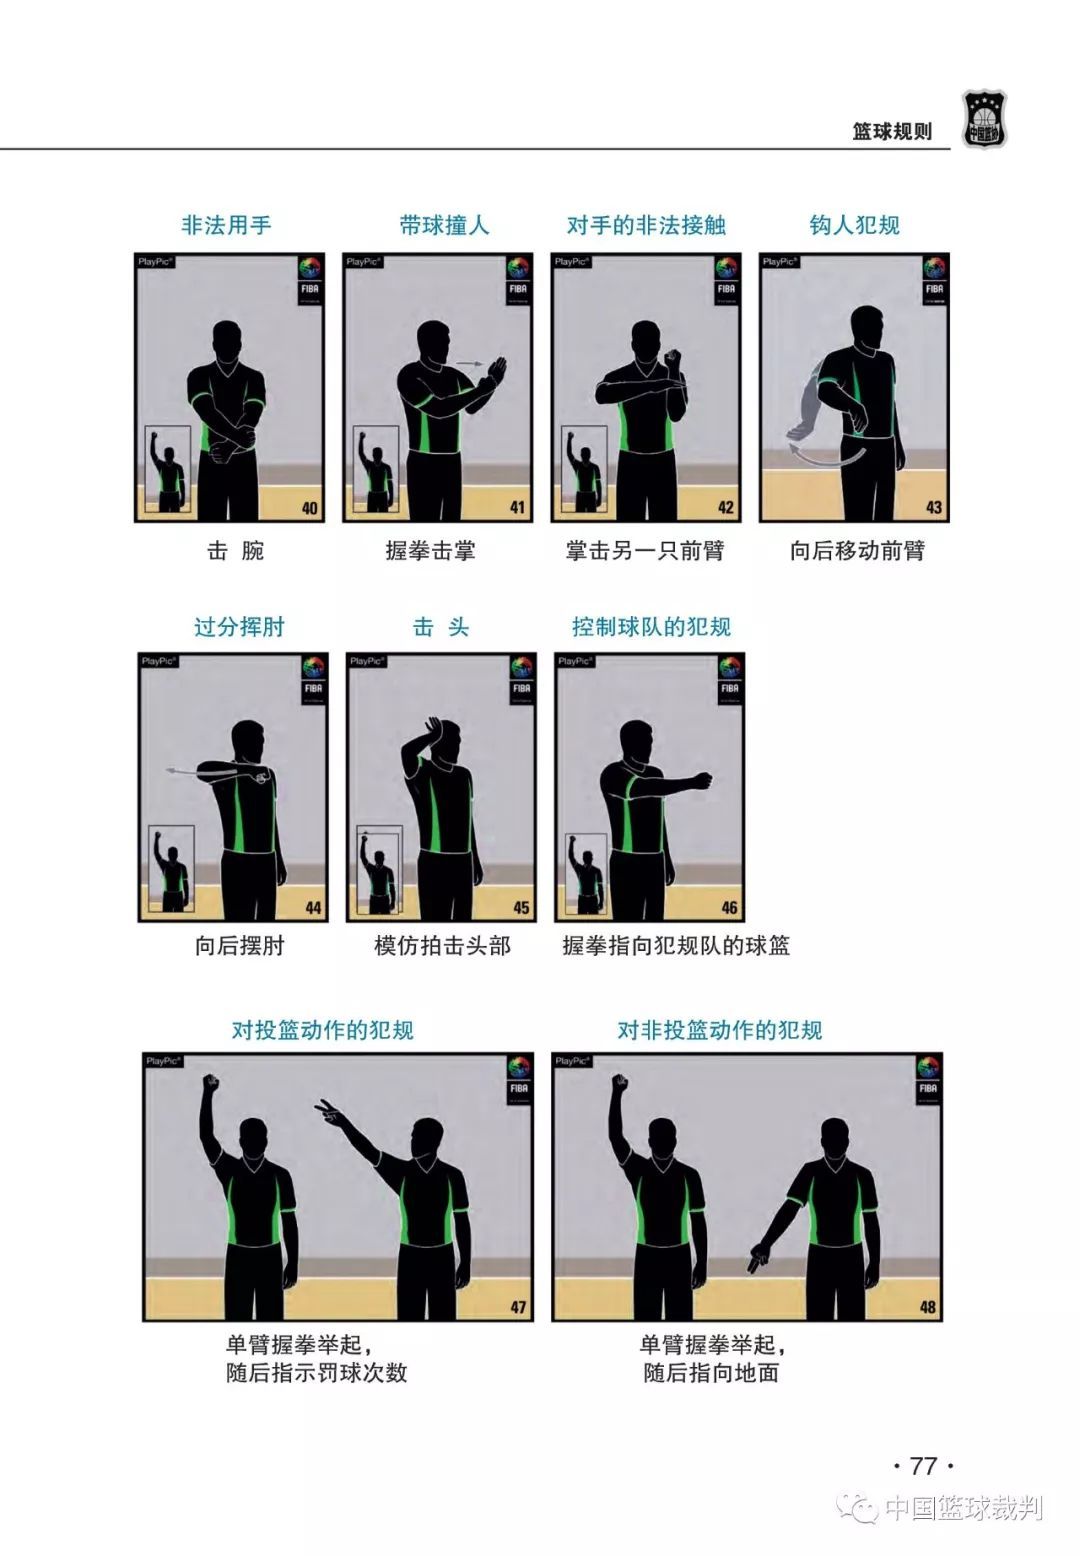 篮球规则
中国篮协
非法用手 带球撞人 对手的非法接触 钩人犯规
PlayPic® FIBA PlayPic® FIBA PlayPic® FIBA PlayPic® FIBA
40 41 42 43
击 腕 握拳击掌 掌击另一只前臂 向后移动前臂
过分挥肘 击 头 控制球队的犯规
PlayPic® FIBA PlayPic® FIBA PlayPic® FIBA
44 45 46
向后摆肘 模仿拍击头部 握拳指向犯规队的球篮
对投篮动作的犯规 对非投篮动作的犯规
PlayPic® FIBA PlayPic® FIBA
47 48
单臂握拳举起， 单臂握拳举起，
随后指示罚球次数 随后指向地面
·77·
中国篮球裁判